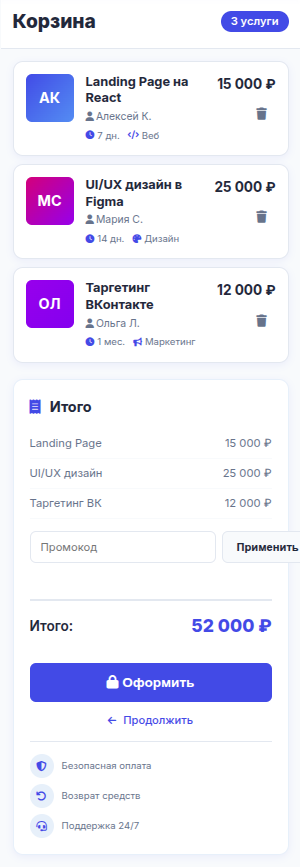 Корзина
3 услуги
АК
Landing Page на
React
15 000 ₽
Алексей К.
7 дн.
Веб
МС
UI/UX дизайн в
Figma
25 000 ₽
Мария С.
14 дн.
Дизайн
ОЛ
Таргетинг
ВКонтакте
12 000 ₽
Ольга Л.
1 мес.
Маркетинг
Итого
Landing Page 15 000 ₽
UI/UX дизайн 25 000 ₽
Таргетинг ВК 12 000 ₽
Промокод
Применить
Итого: 52 000 ₽
Оформить
Продолжить
Безопасная оплата
Возврат средств
Поддержка 24/7